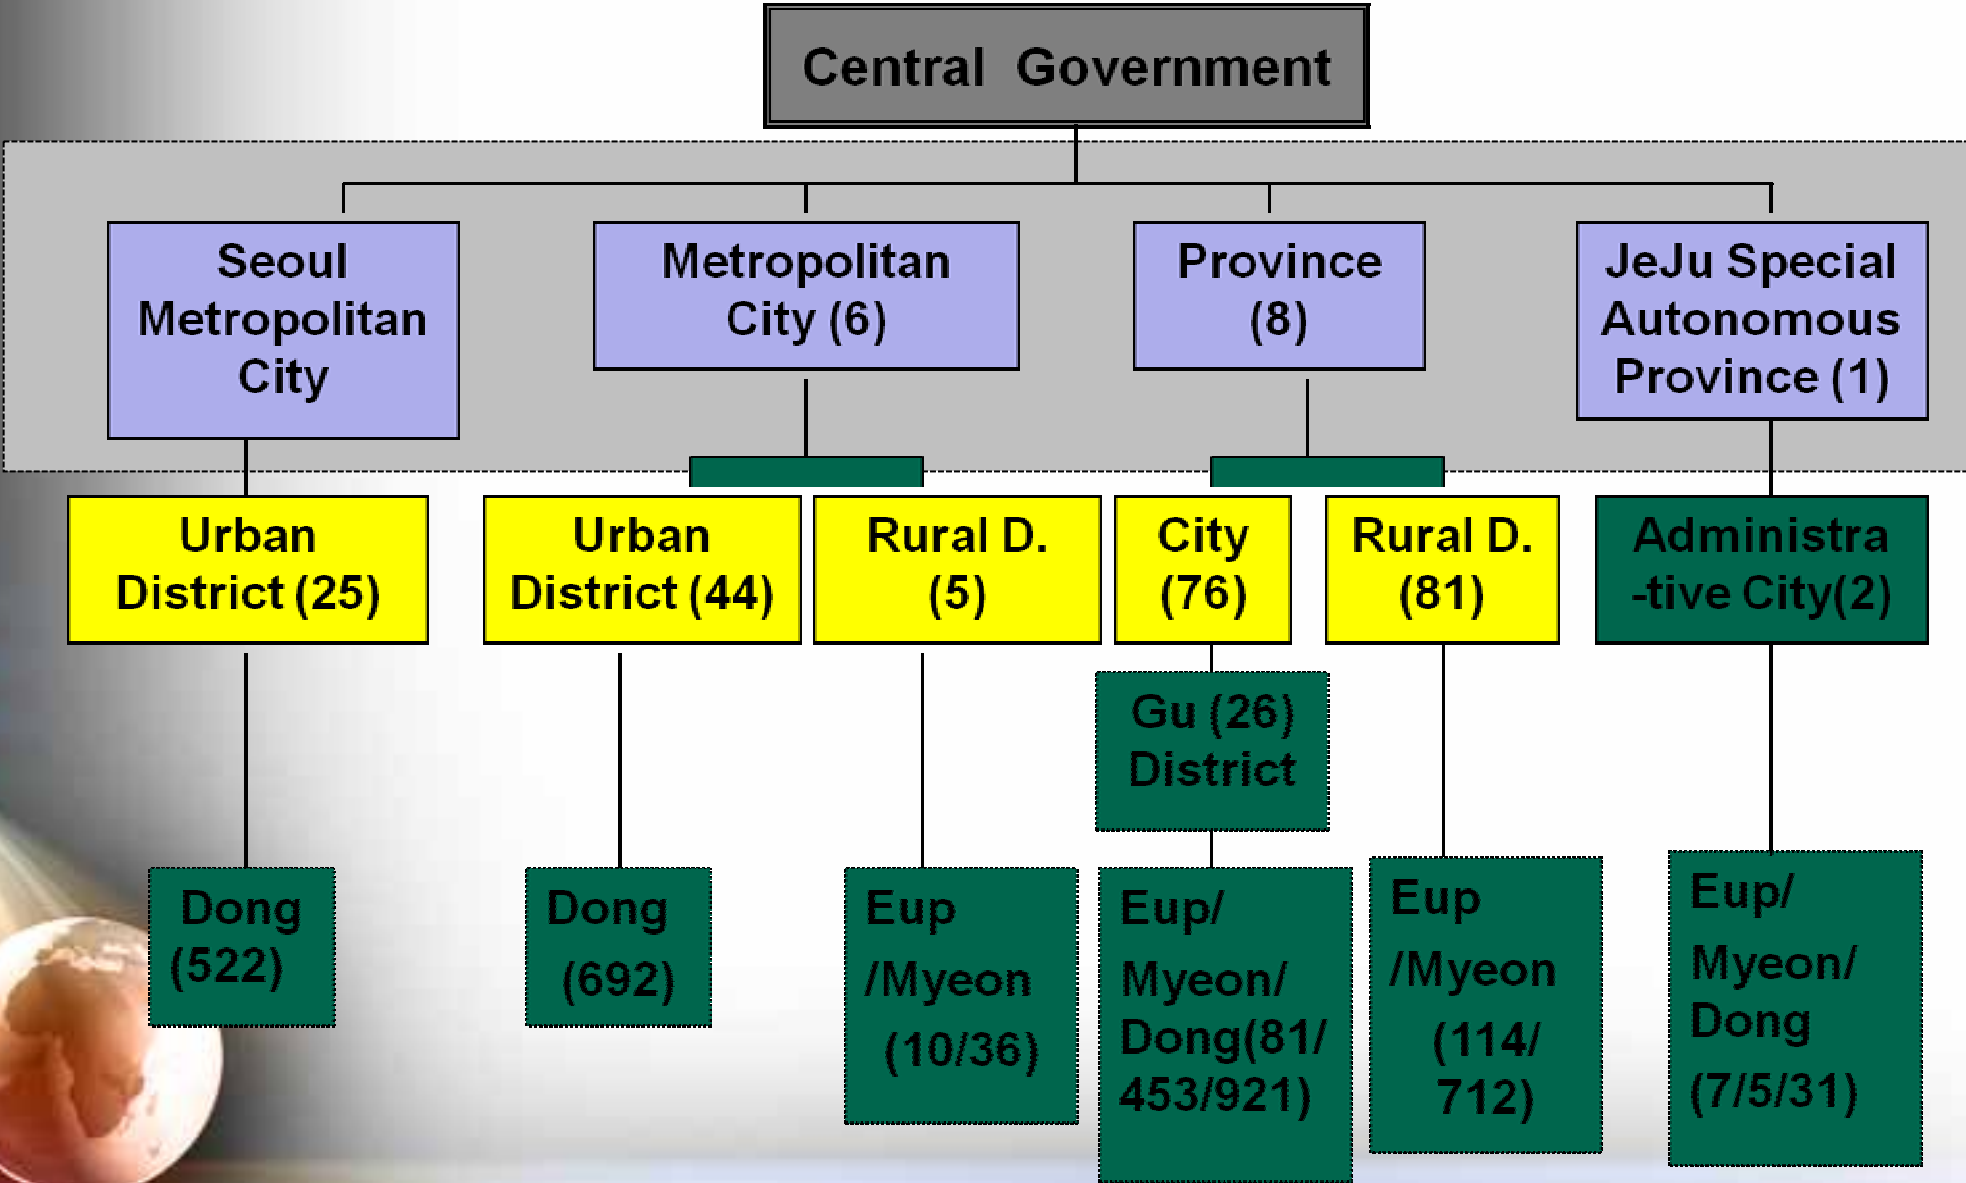 Central Government
Seoul
Metropolitan
City
Metropolitan
City (6)
Province
(8)
JeJu Special
Autonomous
Province (1)
Urban
District (25)
Urban
District (44)
Rural D.
(5)
City
(76)
Rural D.
(81)
Administra
-tive City(2)
Gu (26)
District
Dong
(522)
Dong
(692)
Eup
/Myeon
(10/36)
Eup/
Myeon/
Dong(81/
453/921)
Eup
/Myeon
(114/
712)
Eup/
Myeon/
Dong
(7/5/31)